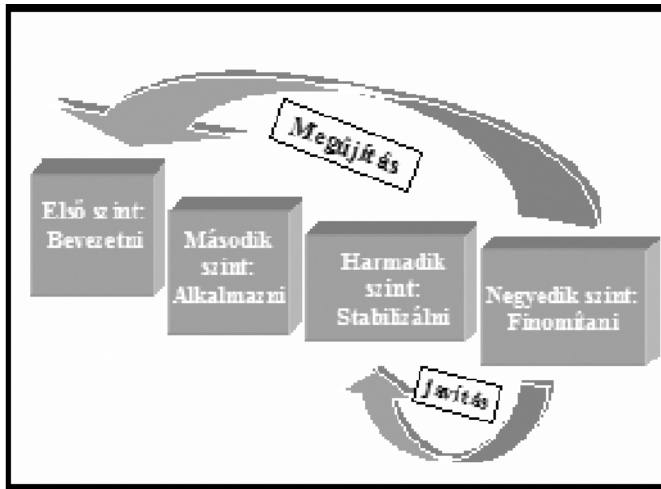 Megújítás
Első szint:
Bevezetni
Második
szint:
Alkalmazni
Harmadik
szint:
Stabilizálni
Negyedik szint:
Finomítani
Javítás